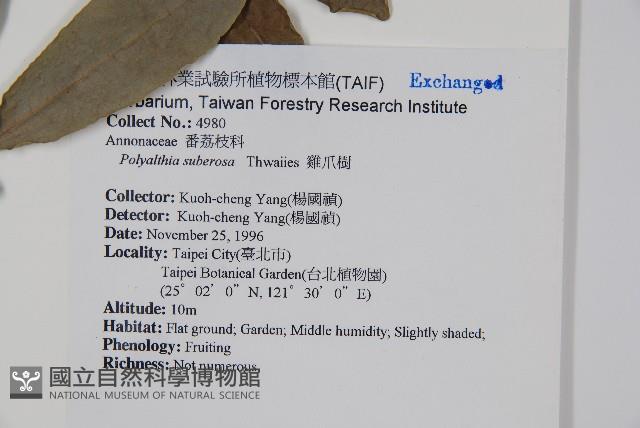 業試驗所植物標本館(TAIF) Exchanged
barium, Taiwan Forestry Research Institute
Collect No.: 4980
Annonaceae 番荔枝科
Polyalthia suberosa Thwaiies 雞爪樹
Collector: Kuoh-cheng Yang(楊國禎)
Detector: Kuoh-cheng Yang(楊國禎)
Date: November 25, 1996
Locality: Taipei City(臺北市)
Taipei Botanical Garden(台北植物園)
(25° 02' 0" N, 121° 30' 0" E)
Altitude: 10m
Habitat: Flat ground; Garden; Middle humidity; Slightly shaded;
Phenology: Fruiting
Richness: Not numerous
國立自然科學博物館
NATIONAL MUSEUM OF NATURAL SCIENCE